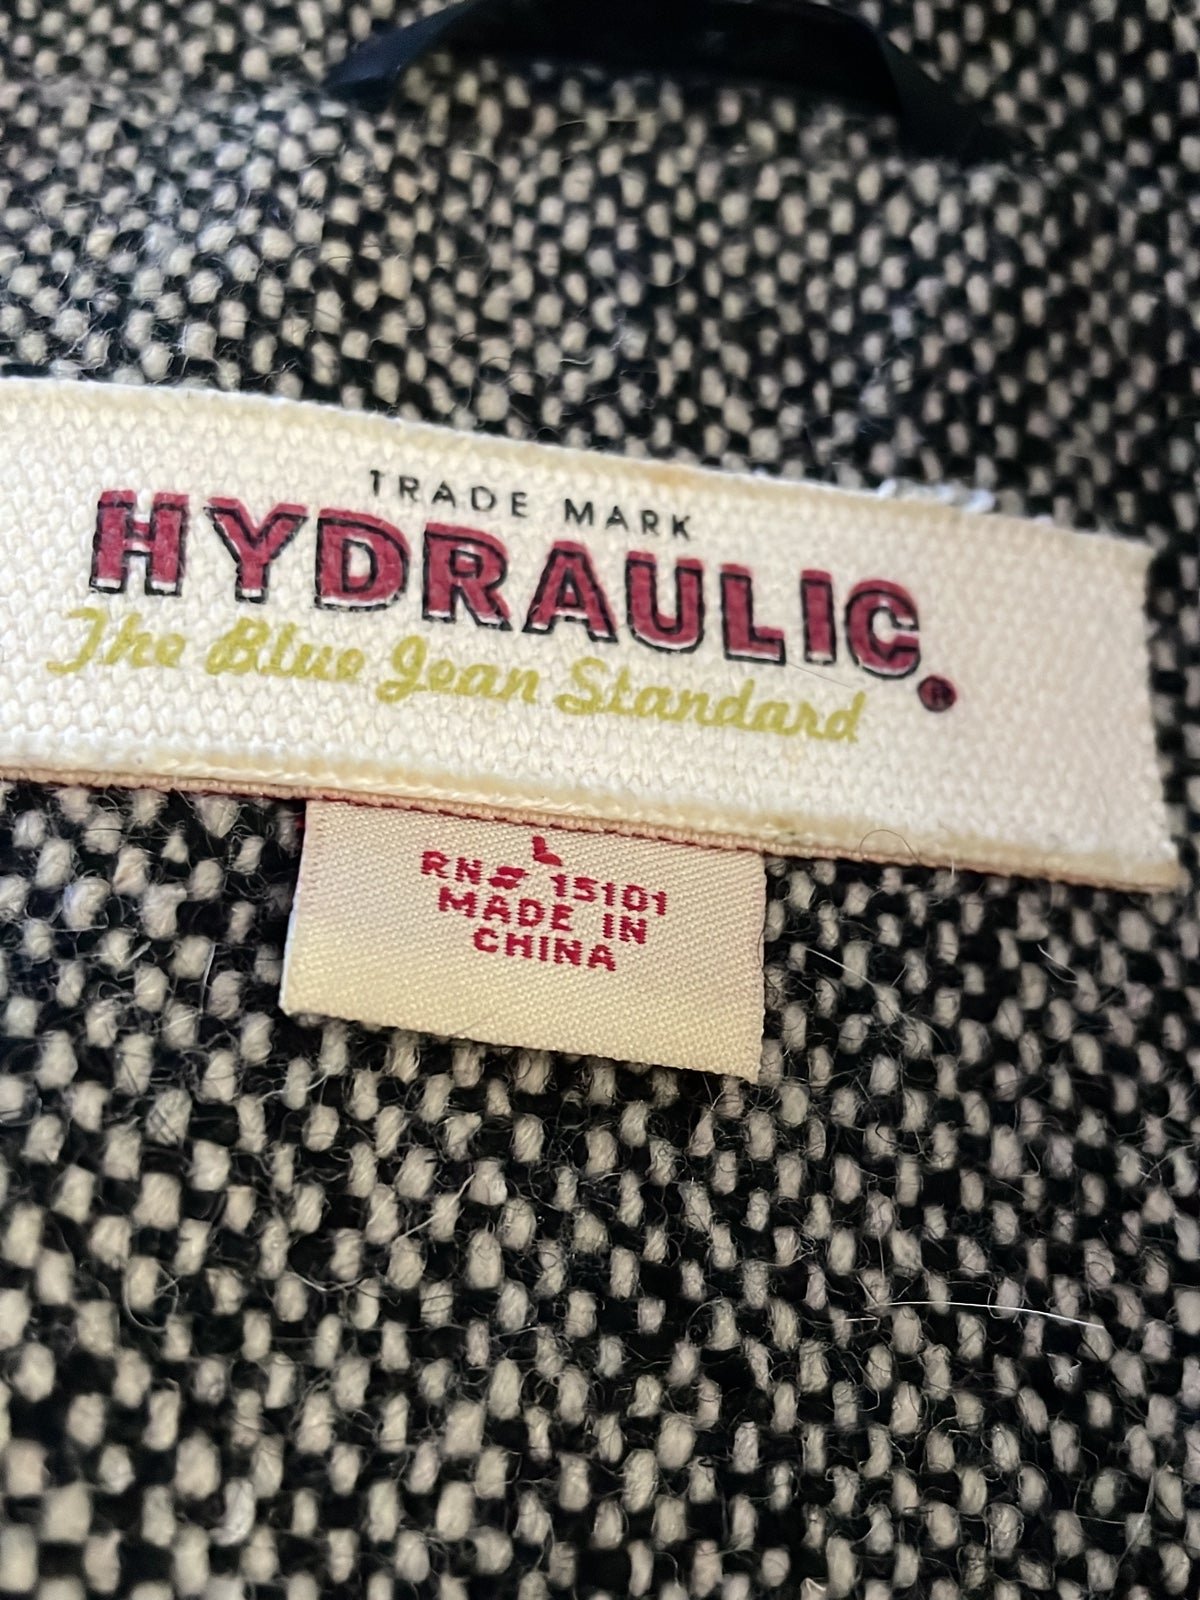 TRADE MARK
HYDRAULIC®
The Blue Jean Standard
L
RN# 15101
MADE IN
CHINA